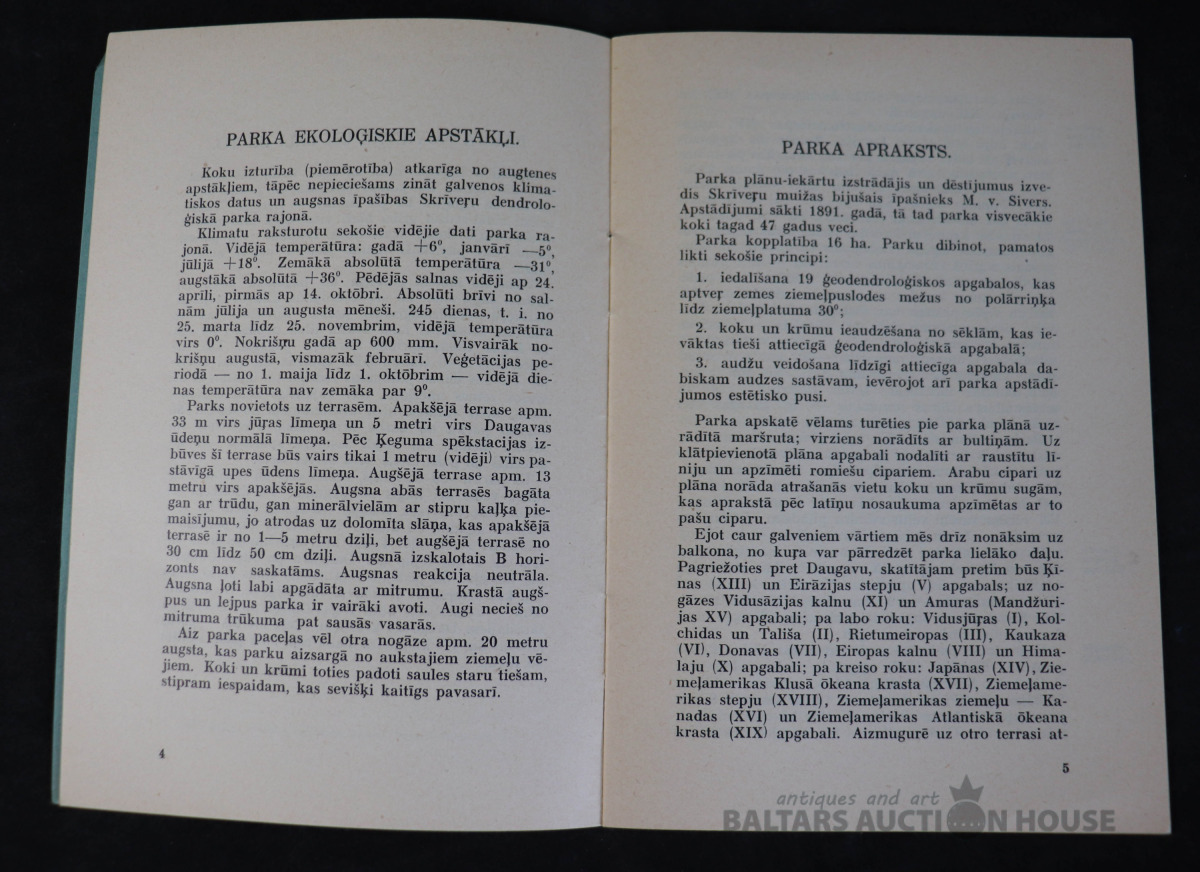 PARKA EKOLOĢISKIE APSTĀKĻI.
Koku izturība (piemērotība) atkarīga no augtenes
apstākļiem, tāpēc nepieciešams zināt galvenos klima-
tiskos datus un augsnas īpašības Skrīveŗu dendrolo-
ģiskā parka rajonā.
Klimatu raksturotu sekošie vidējie dati parka ra-
jonā. Vidējā temperātūra: gadā +6⁰, janvārī —5⁰,
jūlijā +18⁰. Zemākā absolūtā temperātūra —31⁰,
augstākā absolūtā +36⁰. Pēdējās salnas vidēji ap 24.
aprīli, pirmās ap 14. oktōbri. Absolūti brīvi no sal-
nām jūlija un augusta mēneši. 245 dienas, t. i. no
25. marta līdz 25. novembrim, vidējā temperātūra
virs 0⁰. Nokrišņu gadā ap 600 mm. Visvairāk no-
krišņu augustā, vismazāk februārī. Veģetācijas pe-
riodā — no 1. maija līdz 1. oktōbrim — vidējā die-
nas temperātūra nav zemāka par 9⁰.
Parks novietots uz terrasēm. Apakšējā terrase apm.
33 m virs jūŗas līmeņa un 5 metri virs Daugavas
ūdeņu normālā līmeņa. Pēc Ķeguma spēkstacijas iz-
būves šī terrase būs vairs tikai 1 metru (vidēji) virs pa-
stāvīgā upes ūdens līmeņa. Augšējā terrase apm. 13
metru virs apakšējās. Augsna abās terrasēs bagāta
gan ar trūdu, gan minerālvielām ar stipru kaļķa pie-
maisījumu, jo atrodas uz dolomīta slāņa, kas apakšējā
terrasē ir no 1—5 metru dziļi, bet augšējā terrasē no
30 cm līdz 50 cm dziļi. Augsnā izskalotais B hori-
zonts nav saskatāms. Augsnas reakcija neutrāla.
Augsna ļoti labi apgādāta ar mitrumu. Krastā augš-
pus un lejpus parka ir vairāki avoti. Augi necieš no
mitruma trūkuma pat sausās vasarās.
Aiz parka paceļas vēl otra nogāze apm. 20 metru
augsta, kas parku aizsargā no aukstajiem ziemeļu vē-
jiem. Koki un krūmi toties padoti saules staru tiešam,
stipram iespaidam, kas sevišķi kaitīgs pavasarī.
4
PARKA APRAKSTS.
Parka plānu-iekārtu izstrādājis un dēstījumus izve-
dis Skrīveŗu muižas bijušais īpašnieks M. v. Sivers.
Apstādījumi sākti 1891. gadā, tā tad parka visvecākie
koki tagad 47 gadus veci.
Parka kopplatība 16 ha. Parku dibinot, pamatos
likti sekošie principi:
1. iedalīšana 19 ģeodendroloģiskos apgabalos, kas
aptveŗ zemes ziemeļpuslodes mežus no polārriņķa
līdz ziemeļplatuma 30⁰;
2. koku un krūmu ieaudzēšana no sēklām, kas ie-
vāktas tieši attiecīgā ģeodendroloģiskā apgabalā;
3. audžu veidošana līdzīgi attiecīga apgabala da-
biskam audzes sastāvam, ievērojot arī parka apstādī-
jumos estētisko pusi.
Parka apskatē vēlams turēties pie parka plānā uz-
rādītā maršruta; virziens norādīts ar bultiņām. Uz
klātpievienotā plāna apgabali nodalīti ar raustītu lī-
niju un apzīmēti romiešu cipariem. Arabu cipari uz
plāna norāda atrašanās vietu koku un krūmu sugām,
kas aprakstā pēc latīņu nosaukuma apzīmētas ar to
pašu ciparu.
Ejot caur galveniem vārtiem mēs drīz nonāksim uz
balkona, no kuŗa var pārredzēt parka lielāko daļu.
Pagriežoties pret Daugavu, skatītājam pretim būs Ķī-
nas (XIII) un Eirāzijas stepju (V) apgabals; uz no-
gāzes Vidusāzijas kalnu (XI) un Amuras (Mandžuri-
jas XV) apgabali; pa labo roku: Vidusjūŗas (I), Kol-
chidas un Tališa (II), Rietumeiropas (III), Kaukaza
(VI), Donavas (VII), Eiropas kalnu (VIII) un Hima-
laju (X) apgabali; pa kreiso roku: Japānas (XIV), Zie-
meļamerikas Klusā ōkeana krasta (XVII), Ziemeļame-
rikas stepju (XVIII), Ziemeļamerikas ziemeļu — Ka-
nadas (XVI) un Ziemeļamerikas Atlantiskā ōkeana
krasta (XIX) apgabali. Aizmugurē uz otro terrasi at-
5
antiques and art
BALTARS AUCTION HOUSE